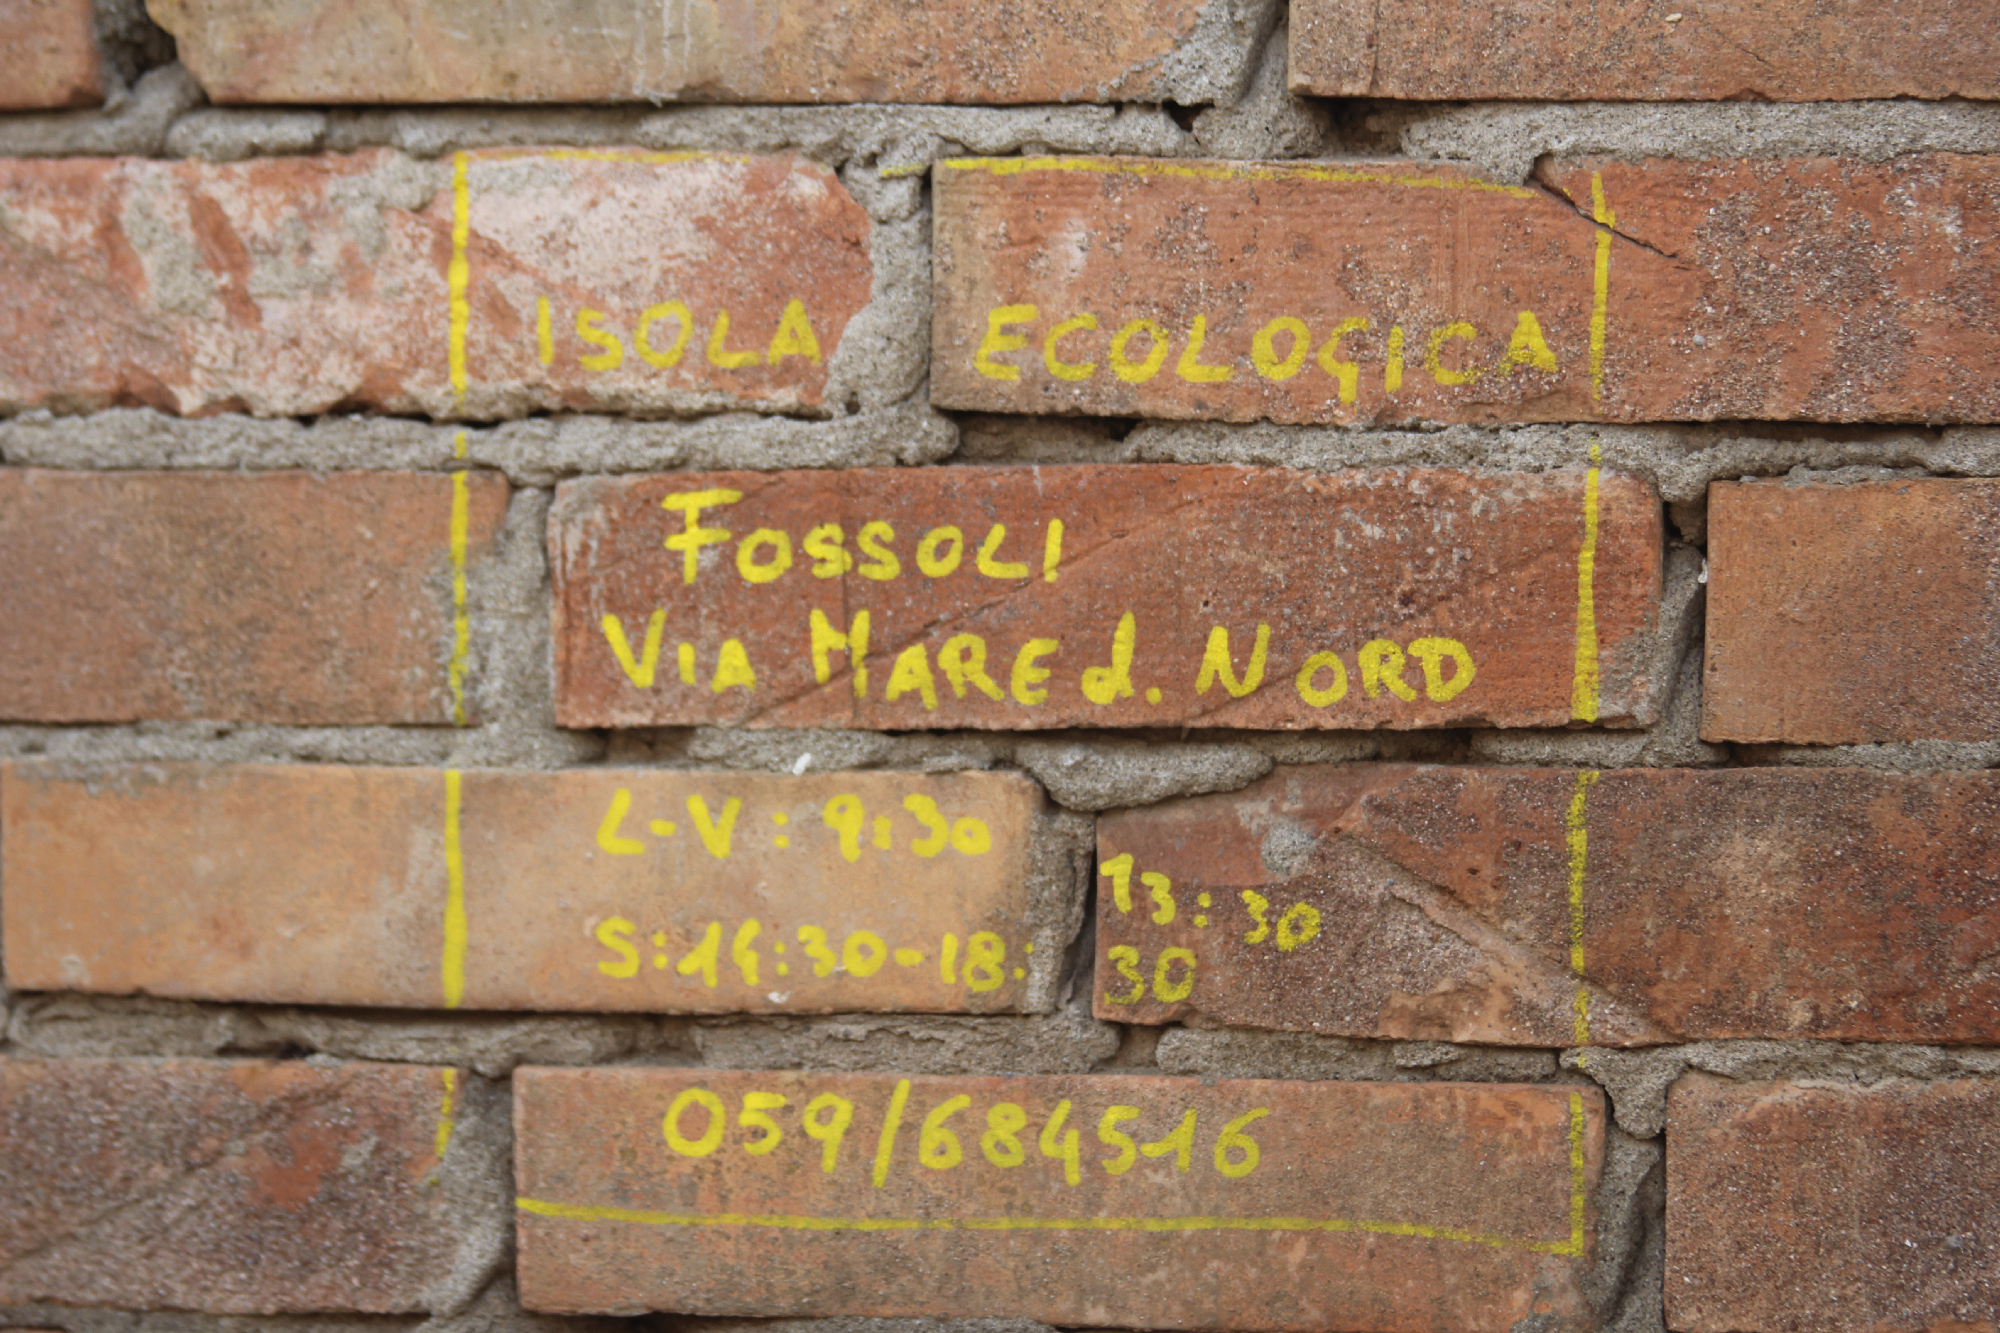 ISOLA ECOLOGICA
FOSSOLI
VIA MARE d. NORD
L-V: 9:30 13:30
S:14:30-18:30
059/684516